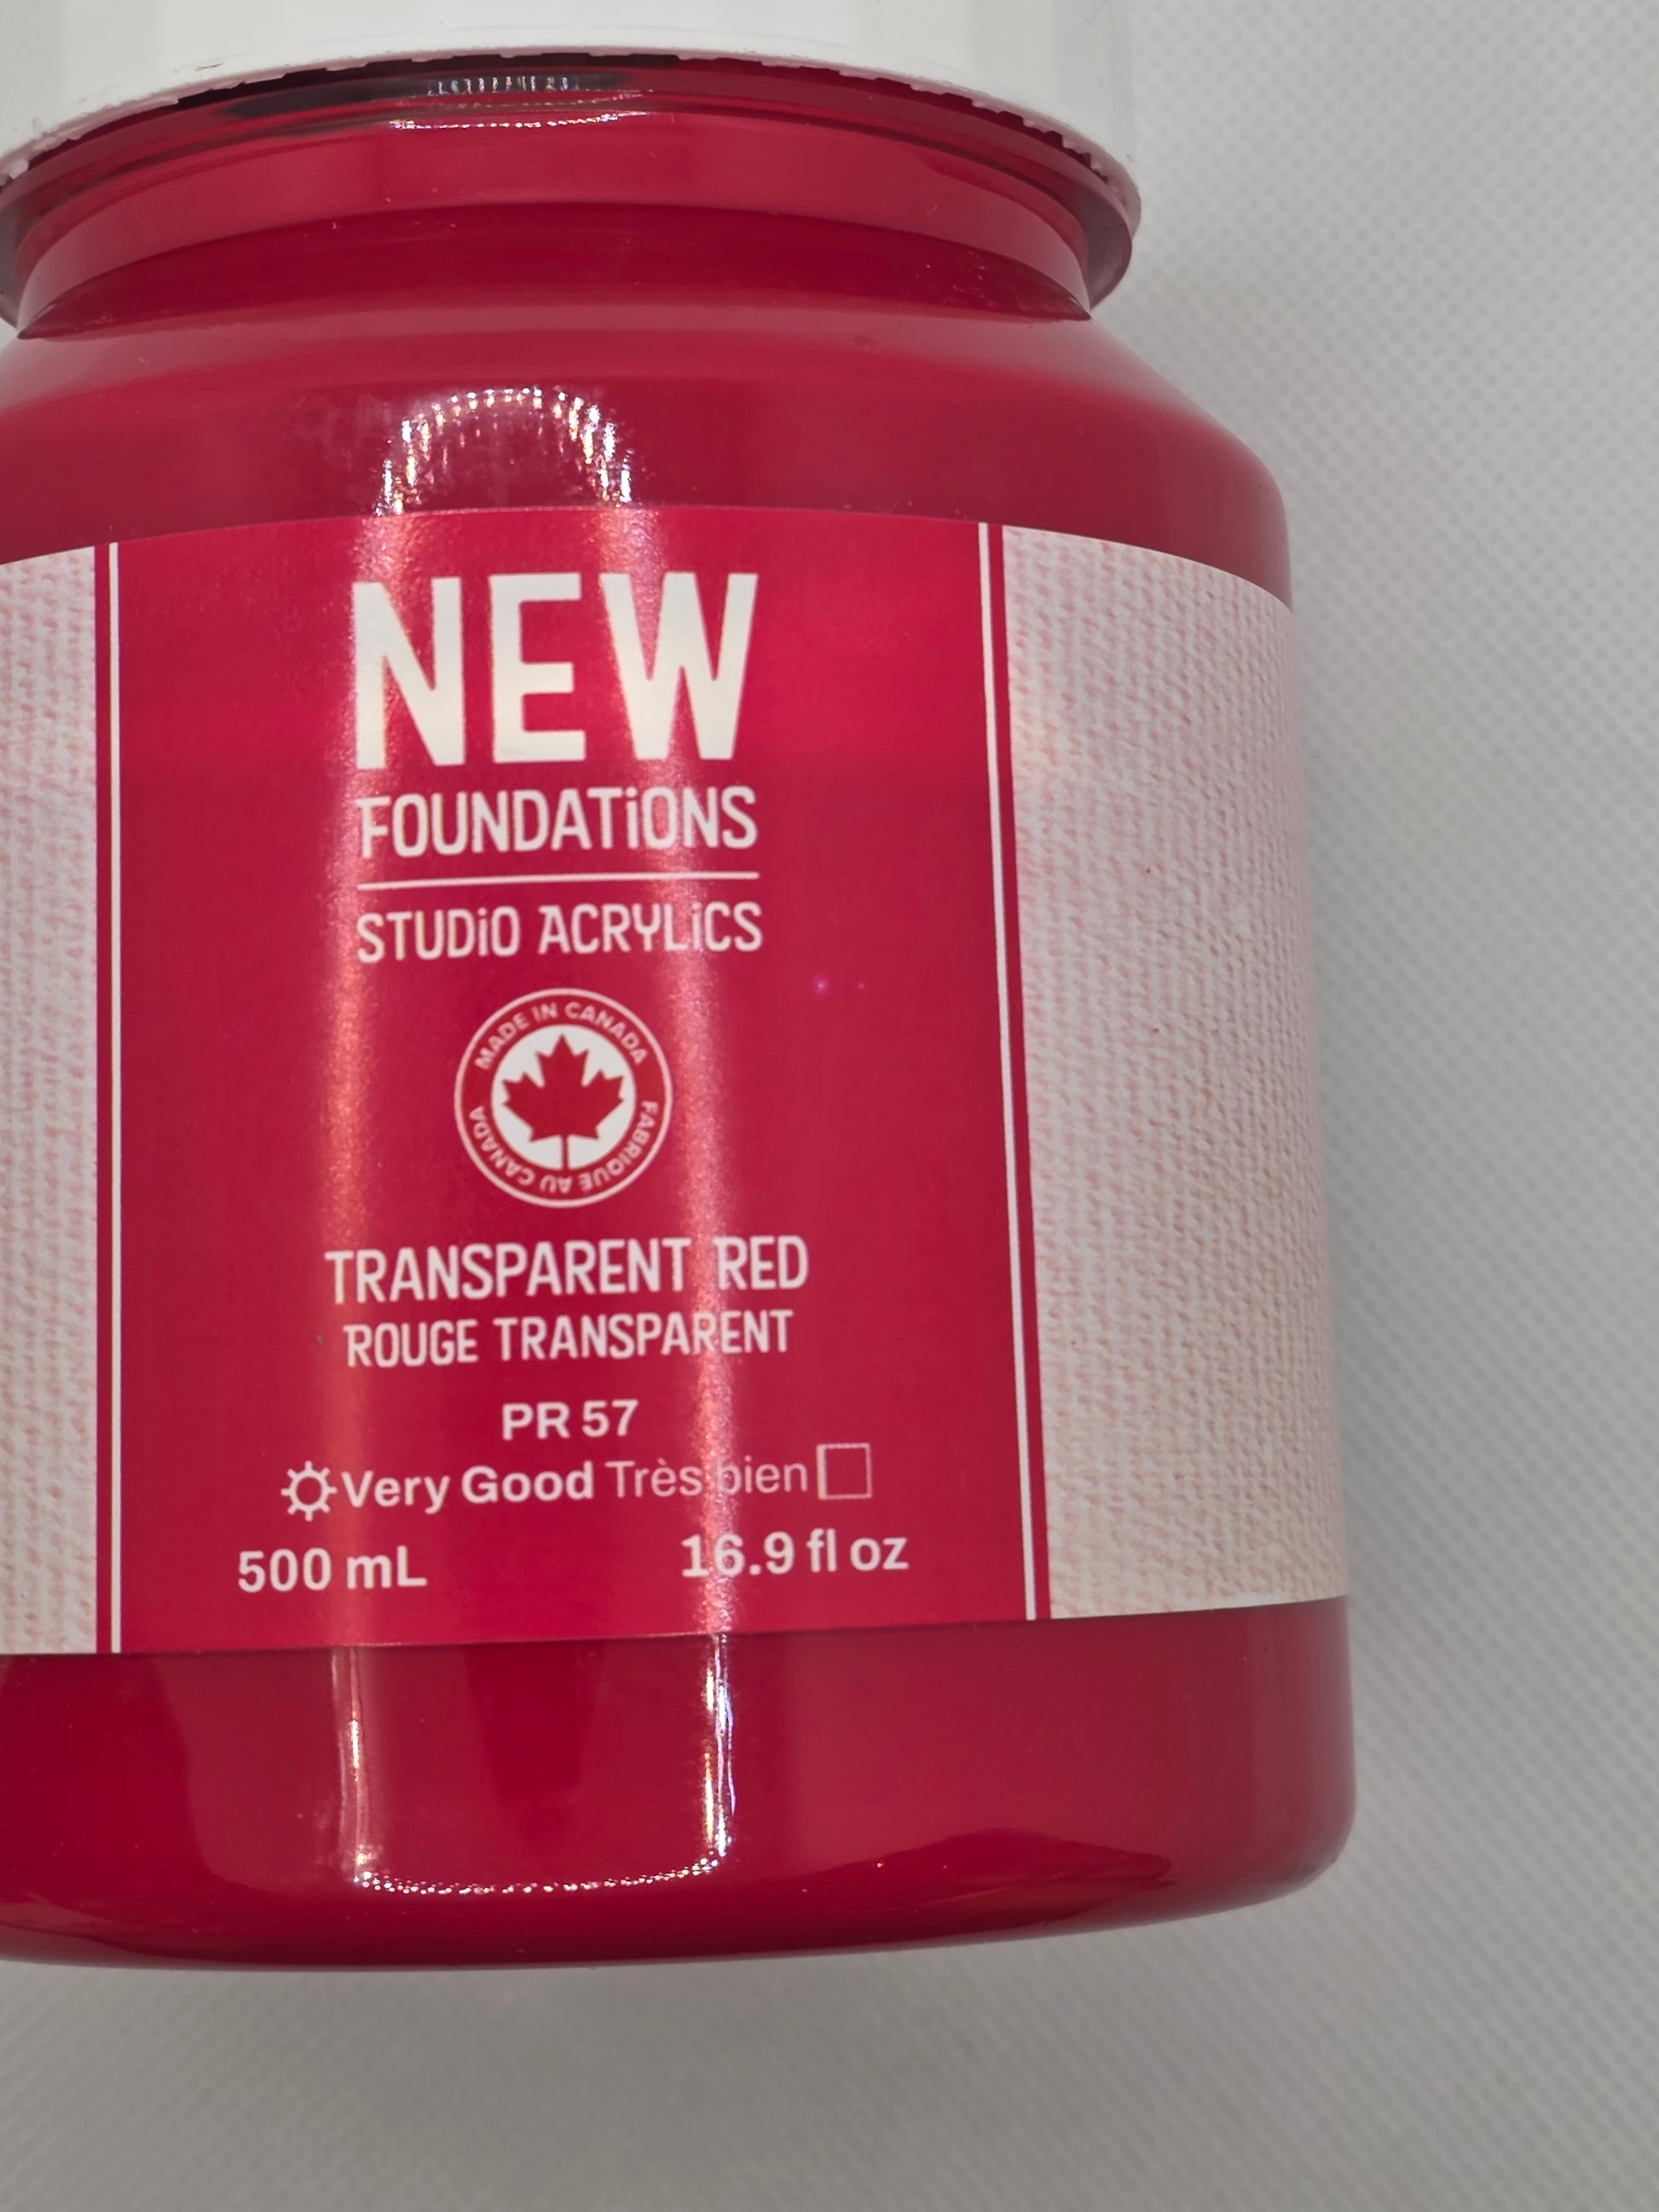 NEW
FOUNDATiONS
STUDiO ACRYLiCS
MADE IN CANADA
FABRIQUE AU CANADA
TRANSPARENT RED
ROUGE TRANSPARENT
PR 57
Very Good Très bien
500 mL 16.9 fl oz